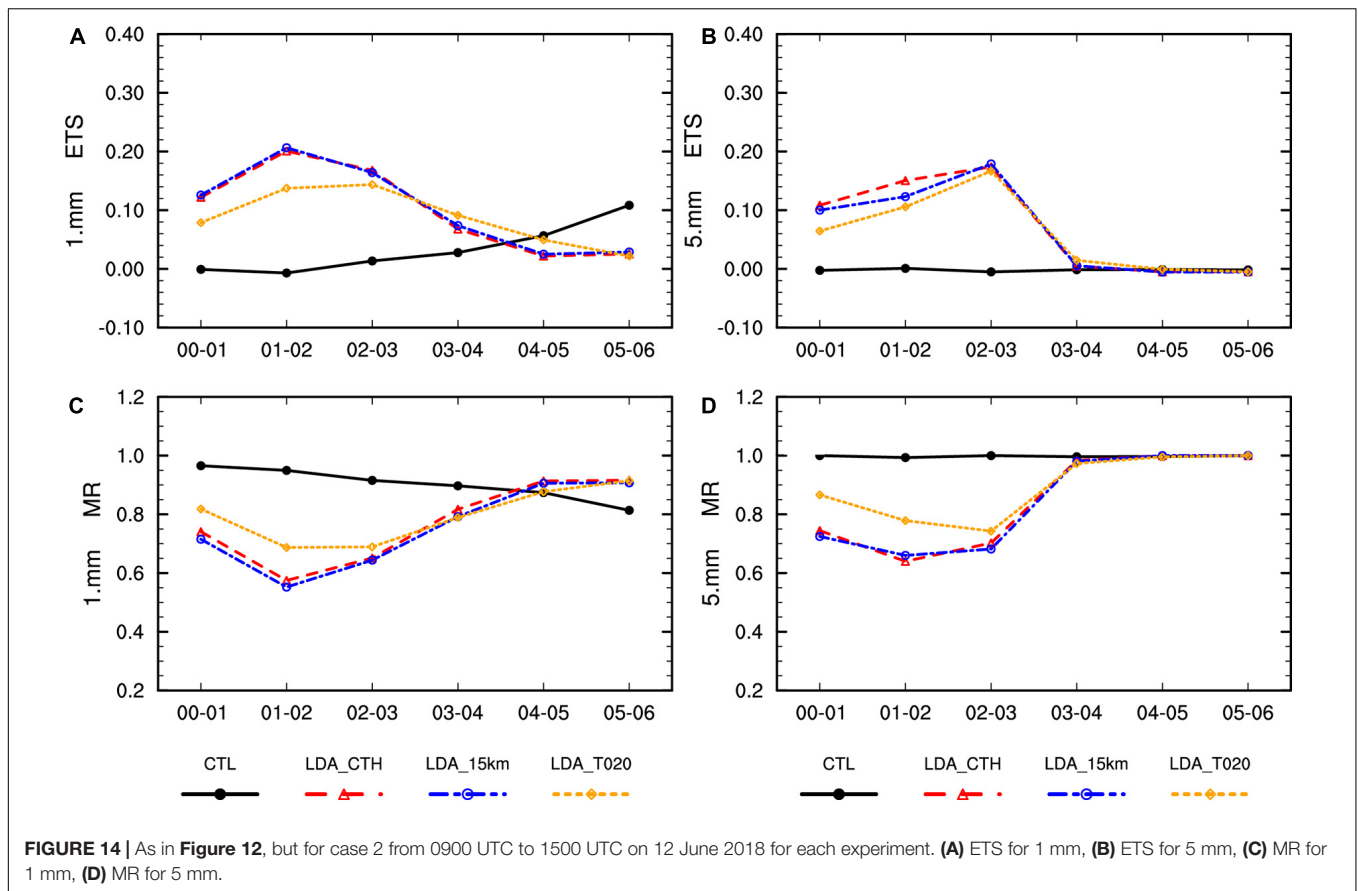 A
0.40
0.30
0.20
0.10
0.00
-0.10
ETS
1.mm
00-01 01-02 02-03 03-04 04-05 05-06
B
0.40
0.30
0.20
0.10
0.00
-0.10
ETS
5.mm
00-01 01-02 02-03 03-04 04-05 05-06
C
1.2
1.0
0.8
0.6
0.4
0.2
MR
1.mm
00-01 01-02 02-03 03-04 04-05 05-06
D
1.2
1.0
0.8
0.6
0.4
0.2
MR
5.mm
00-01 01-02 02-03 03-04 04-05 05-06
CTL LDA_CTH LDA_15km LDA_T020
CTL LDA_CTH LDA_15km LDA_T020
FIGURE 14 | As in Figure 12, but for case 2 from 0900 UTC to 1500 UTC on 12 June 2018 for each experiment. (A) ETS for 1 mm, (B) ETS for 5 mm, (C) MR for
1 mm, (D) MR for 5 mm.